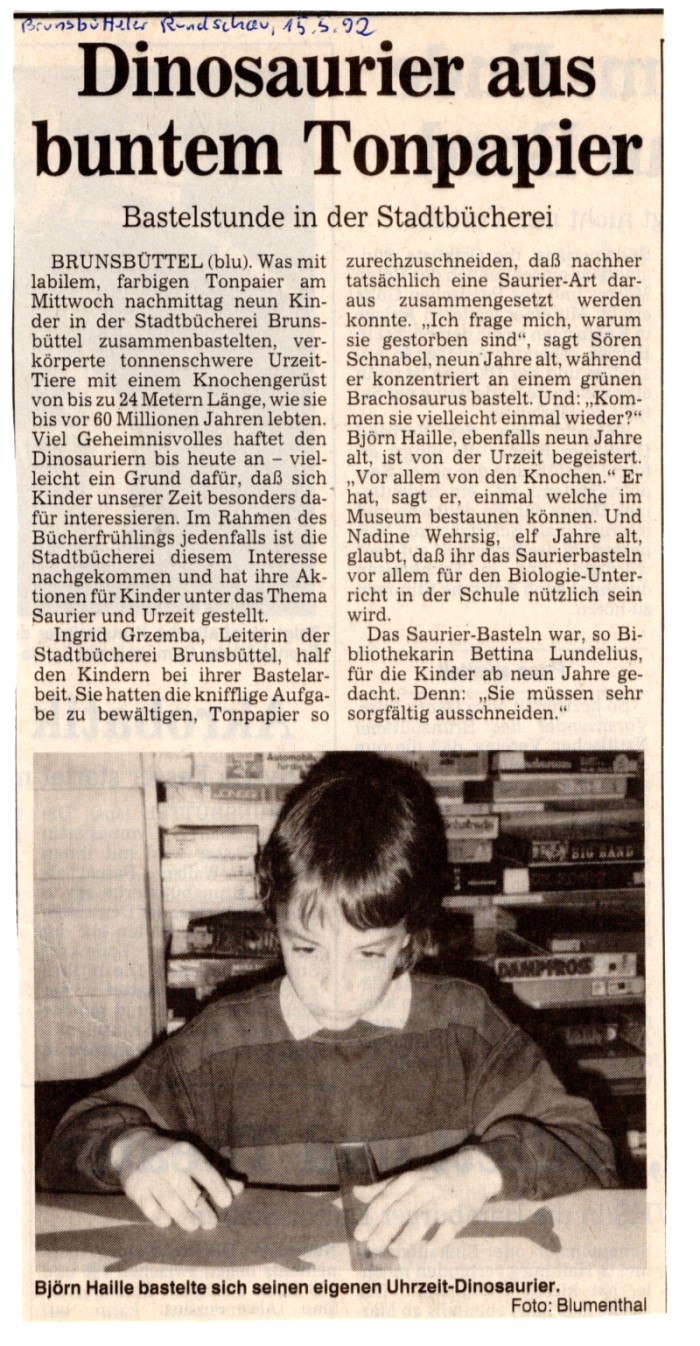 Brunsbütteler Rundschau, 15.5.92
Dinosaurier aus
buntem Tonpapier
Bastelstunde in der Stadtbücherei
BRUNSBÜTTEL (blu). Was mit
labilem, farbigen Tonpaier am
Mittwoch nachmittag neun Kin-
der in der Stadtbücherei Bruns-
büttel zusammenbastelten, ver-
körperte tonnenschwere Urzeit-
Tiere mit einem Knochengerüst
von bis zu 24 Metern Länge, wie sie
bis vor 60 Millionen Jahren lebten.
Viel Geheimnisvolles haftet den
Dinosauriern bis heute an – viel-
leicht ein Grund dafür, daß sich
Kinder unserer Zeit besonders da-
für interessieren. Im Rahmen des
Bücherfrühlings jedenfalls ist die
Stadtbücherei diesem Interesse
nachgekommen und hat ihre Ak-
tionen für Kinder unter das Thema
Saurier und Urzeit gestellt.
Ingrid Grzemba, Leiterin der
Stadtbücherei Brunsbüttel, half
den Kindern bei ihrer Bastelar-
beit. Sie hatten die knifflige Aufga-
be zu bewältigen, Tonpapier so
zurechzuschneiden, daß nachher
tatsächlich eine Saurier-Art dar-
aus zusammengesetzt werden
konnte. „Ich frage mich, warum
sie gestorben sind“, sagt Sören
Schnabel, neun Jahre alt, während
er konzentriert an einem grünen
Brachosaurus bastelt. Und: „Kom-
men sie vielleicht einmal wieder?“
Björn Haille, ebenfalls neun Jahre
alt, ist von der Urzeit begeistert.
„Vor allem von den Knochen.“ Er
hat, sagt er, einmal welche im
Museum bestaunen können. Und
Nadine Wehrsig, elf Jahre alt,
glaubt, daß ihr das Saurierbasteln
vor allem für den Biologie-Unter-
richt in der Schule nützlich sein
wird.
Das Saurier-Basteln war, so Bi-
bliothekarin Bettina Lundelius,
für die Kinder ab neun Jahre ge-
dacht. Denn: „Sie müssen sehr
sorgfältig ausschneiden.“
BIG BAND
DAMPFROSS
Björn Haille bastelte sich seinen eigenen Uhrzeit-Dinosaurier.
Foto: Blumenthal